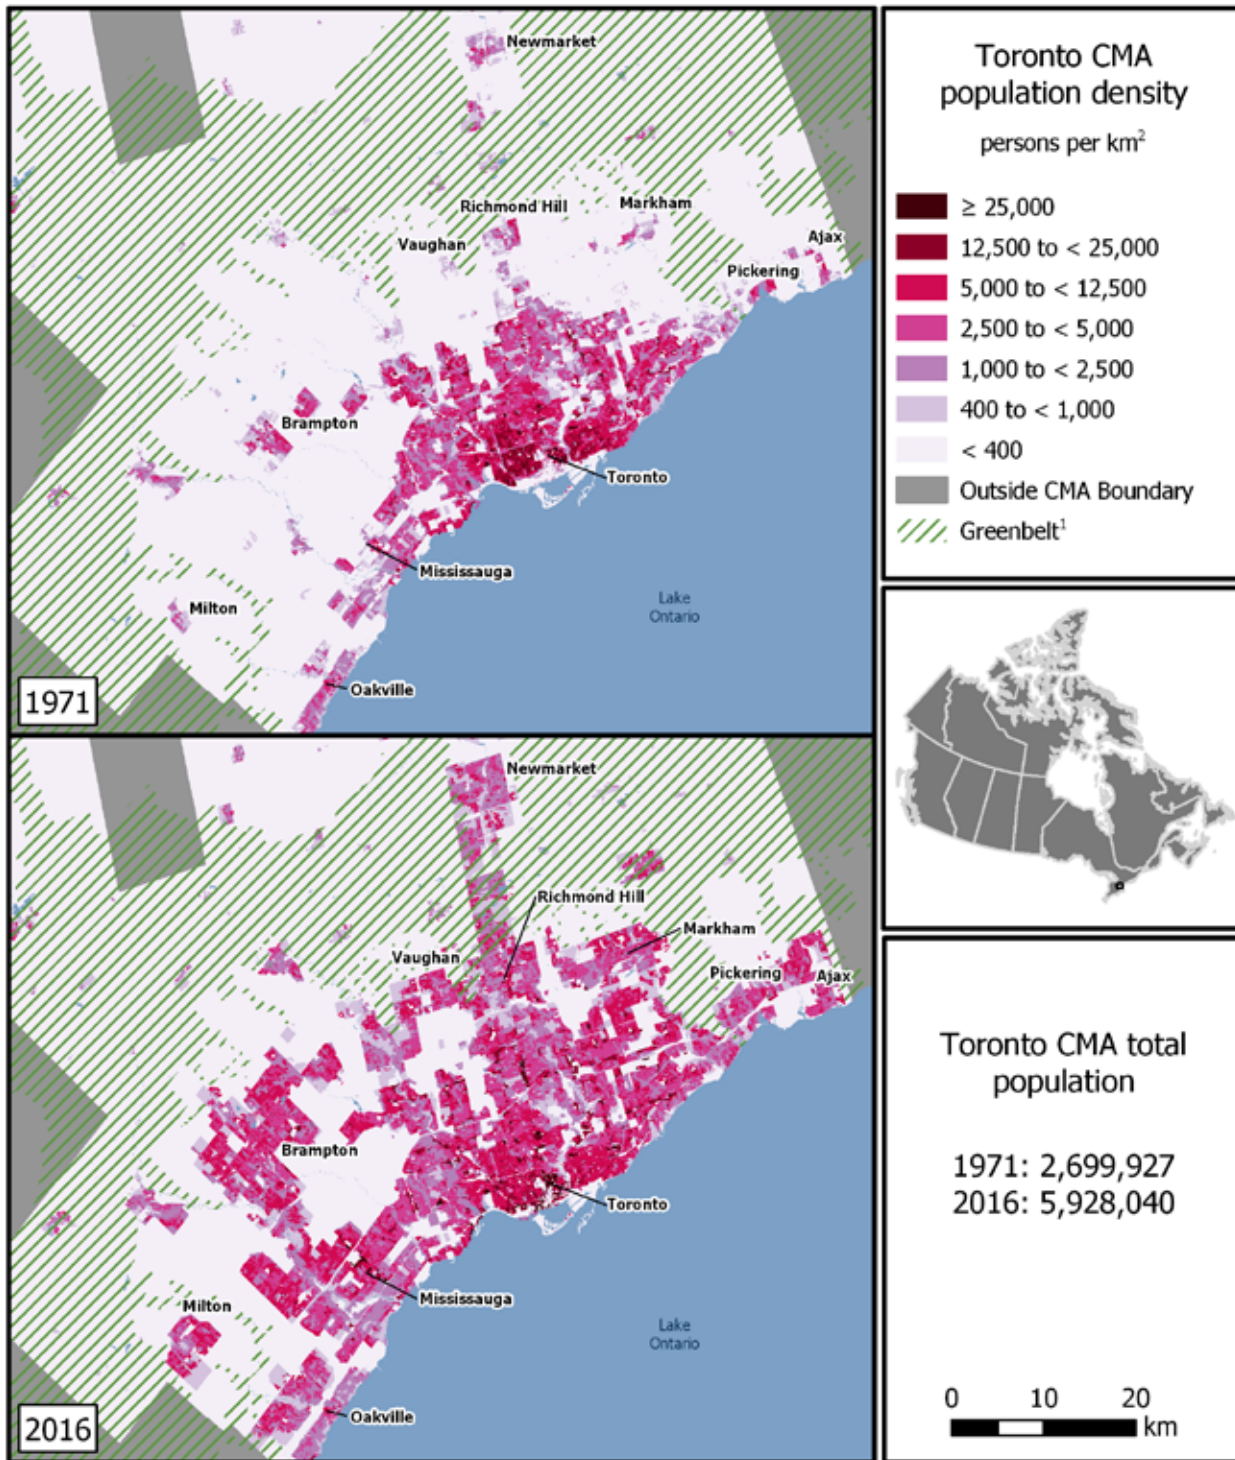 Newmarket
Richmond Hill
Markham
Vaughan
Ajax
Pickering
Brampton
Toronto
Mississauga
Milton
Lake
Ontario
Oakville
1971
Newmarket
Richmond Hill
Markham
Vaughan
Pickering
Ajax
Brampton
Toronto
Mississauga
Milton
Lake
Ontario
Oakville
2016
Toronto CMA
population density
persons per km²
≥ 25,000
12,500 to < 25,000
5,000 to < 12,500
2,500 to < 5,000
1,000 to < 2,500
400 to < 1,000
< 400
Outside CMA Boundary
Greenbelt¹
Toronto CMA total
population
1971: 2,699,927
2016: 5,928,040
0 10 20
km